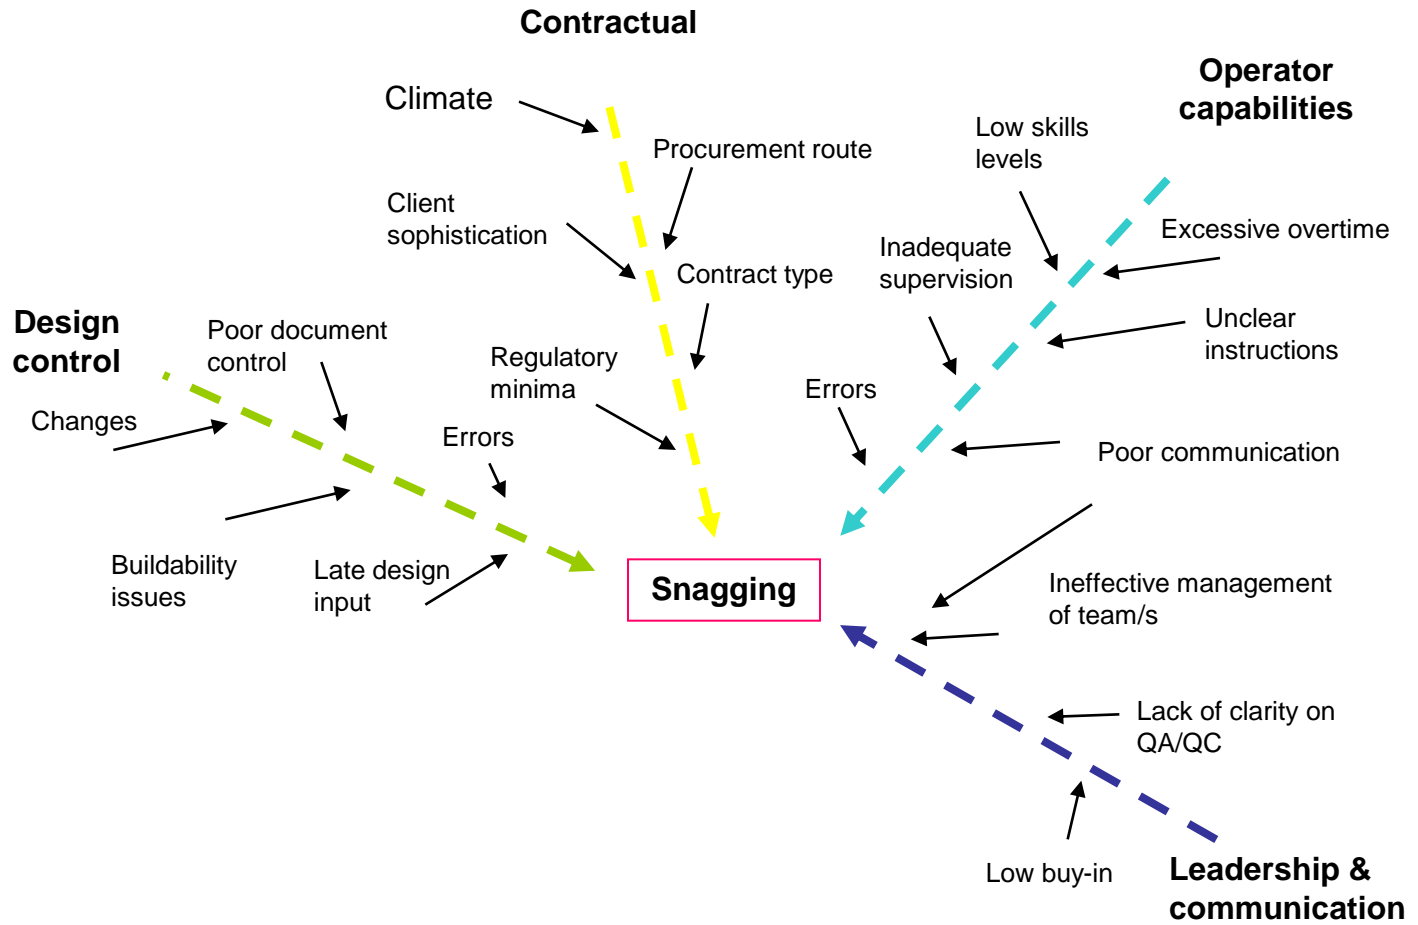 Contractual
Climate
Procurement route
Client
sophistication
Contract type
Regulatory
minima
Operator
capabilities
Low skills
levels
Excessive overtime
Inadequate
supervision
Unclear
instructions
Errors
Poor communication
Design
control
Poor document
control
Changes
Errors
Buildability
issues
Late design
input
Snagging
Ineffective management
of team/s
Lack of clarity on
QA/QC
Low buy-in
Leadership &
communication